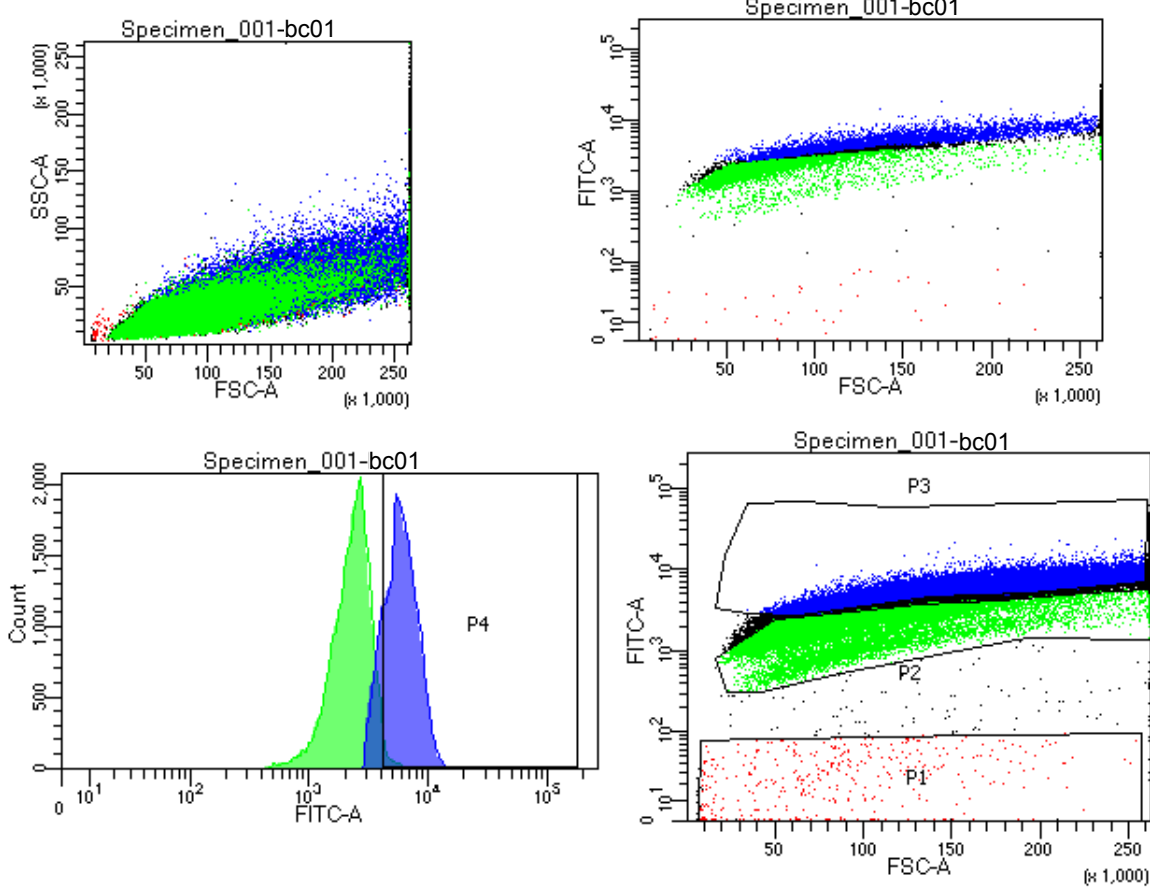 Specimen_001-bc01
SSC-A
(x 1,000)
250
200
150
100
50
50 100 150 200 250
FSC-A
(x 1,000)
Specimen_001-bc01
FITC-A
10^5
10^4
10^3
10^2
10^1
0
50 100 150 200 250
FSC-A
(x 1,000)
Specimen_001-bc01
Count
2,000
1,500
1,000
500
0
P4
0 10^1 10^2 10^3 10^4 10^5
FITC-A
Specimen_001-bc01
FITC-A
10^5
10^4
10^3
10^2
10^1
0
P3
P2
P1
50 100 150 200 250
FSC-A
(x 1,000)